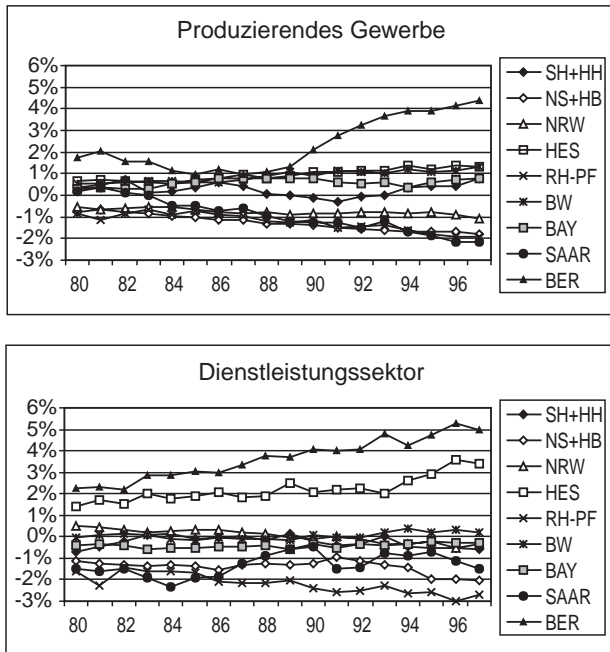 Produzierendes Gewerbe
6%
5%
4%
3%
2%
1%
0%
-1%
-2%
-3%
80 82 84 86 88 90 92 94 96
SH+HH
NS+HB
NRW
HES
RH-PF
BW
BAY
SAAR
BER
Dienstleistungssektor
6%
5%
4%
3%
2%
1%
0%
-1%
-2%
-3%
80 82 84 86 88 90 92 94 96
SH+HH
NS+HB
NRW
HES
RH-PF
BW
BAY
SAAR
BER